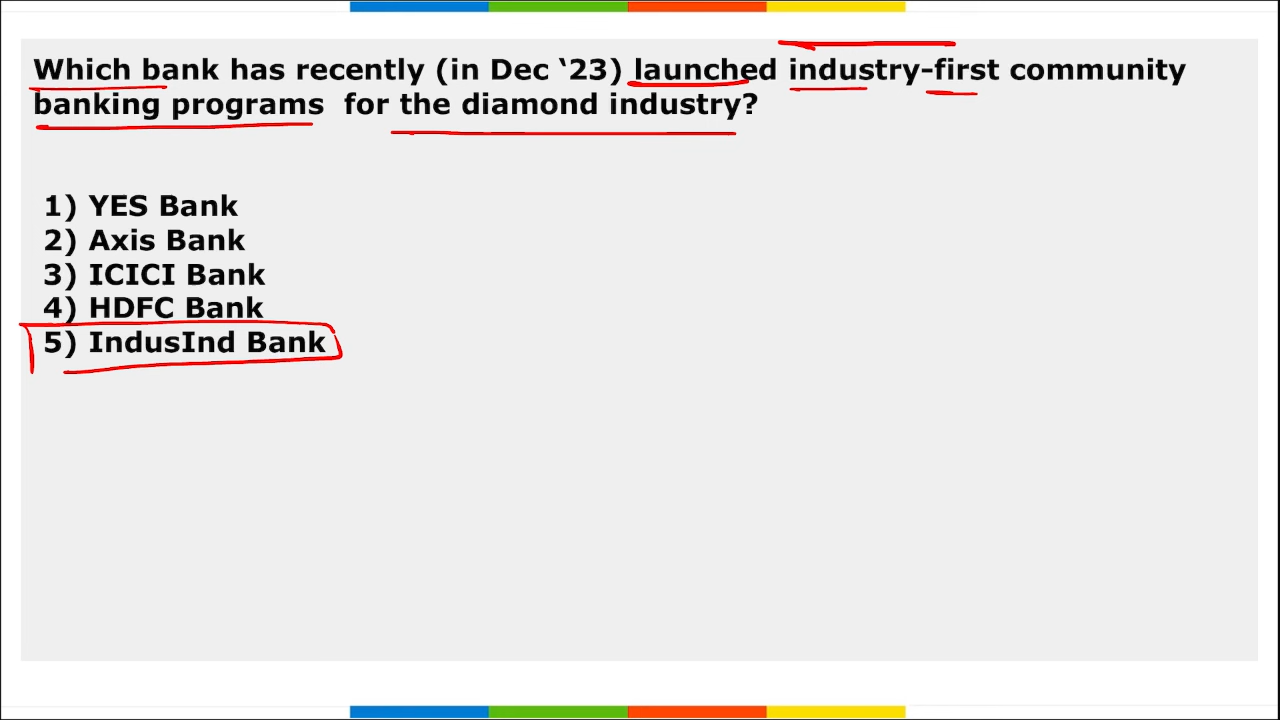 Which bank has recently (in Dec ‘23) launched industry-first community
banking programs for the diamond industry?
1) YES Bank
2) Axis Bank
3) ICICI Bank
4) HDFC Bank
5) IndusInd Bank